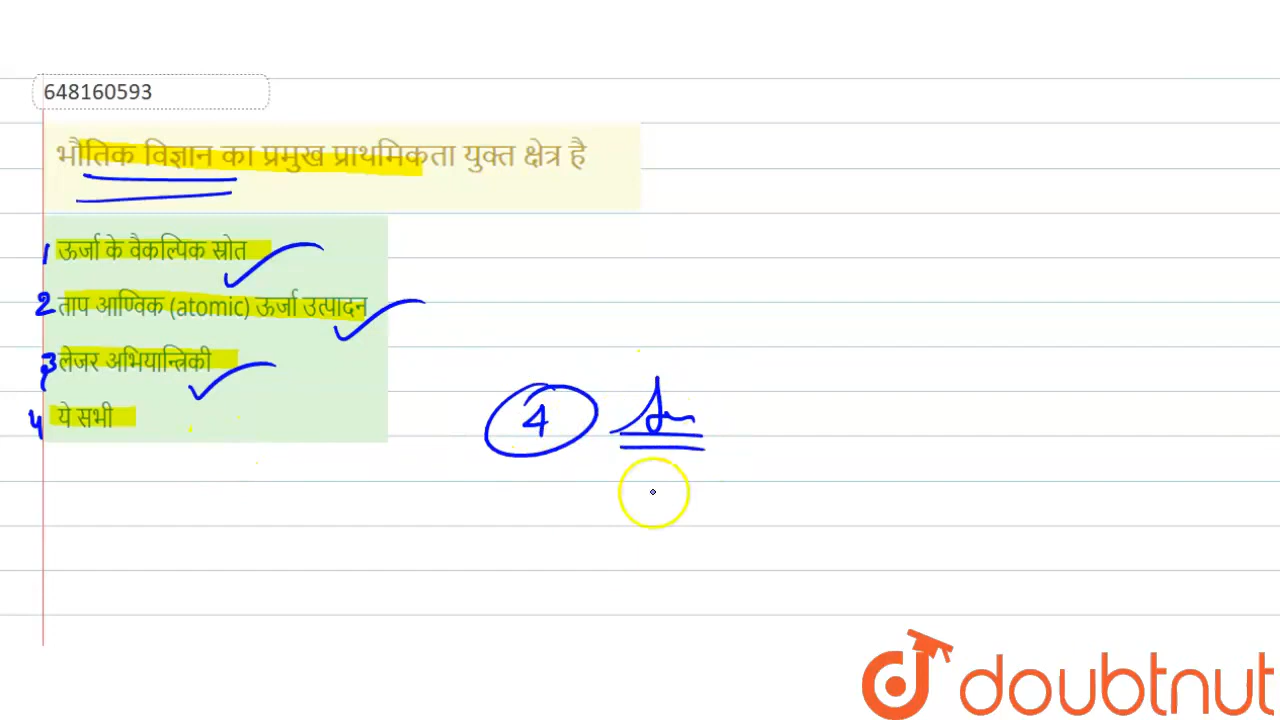 648160593
भौतिक विज्ञान का प्रमुख प्राथमिकता युक्त क्षेत्र है
1 ऊर्जा के वैकल्पिक स्रोत
2 ताप आण्विक (atomic) ऊर्जा उत्पादन
3 लेजर अभियान्त्रिकी
4 ये सभी
4
doubtnut